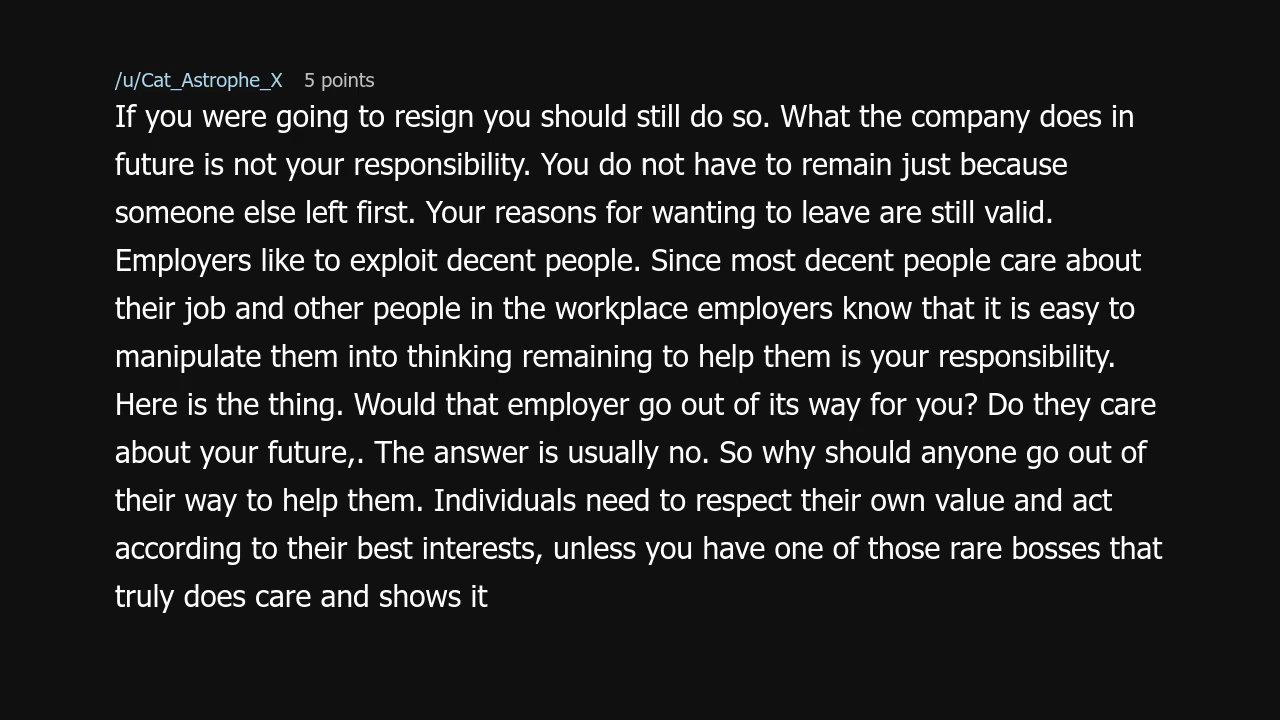 /u/Cat_Astrophe_X 5 points
If you were going to resign you should still do so. What the company does in
future is not your responsibility. You do not have to remain just because
someone else left first. Your reasons for wanting to leave are still valid.
Employers like to exploit decent people. Since most decent people care about
their job and other people in the workplace employers know that it is easy to
manipulate them into thinking remaining to help them is your responsibility.
Here is the thing. Would that employer go out of its way for you? Do they care
about your future,. The answer is usually no. So why should anyone go out of
their way to help them. Individuals need to respect their own value and act
according to their best interests, unless you have one of those rare bosses that
truly does care and shows it